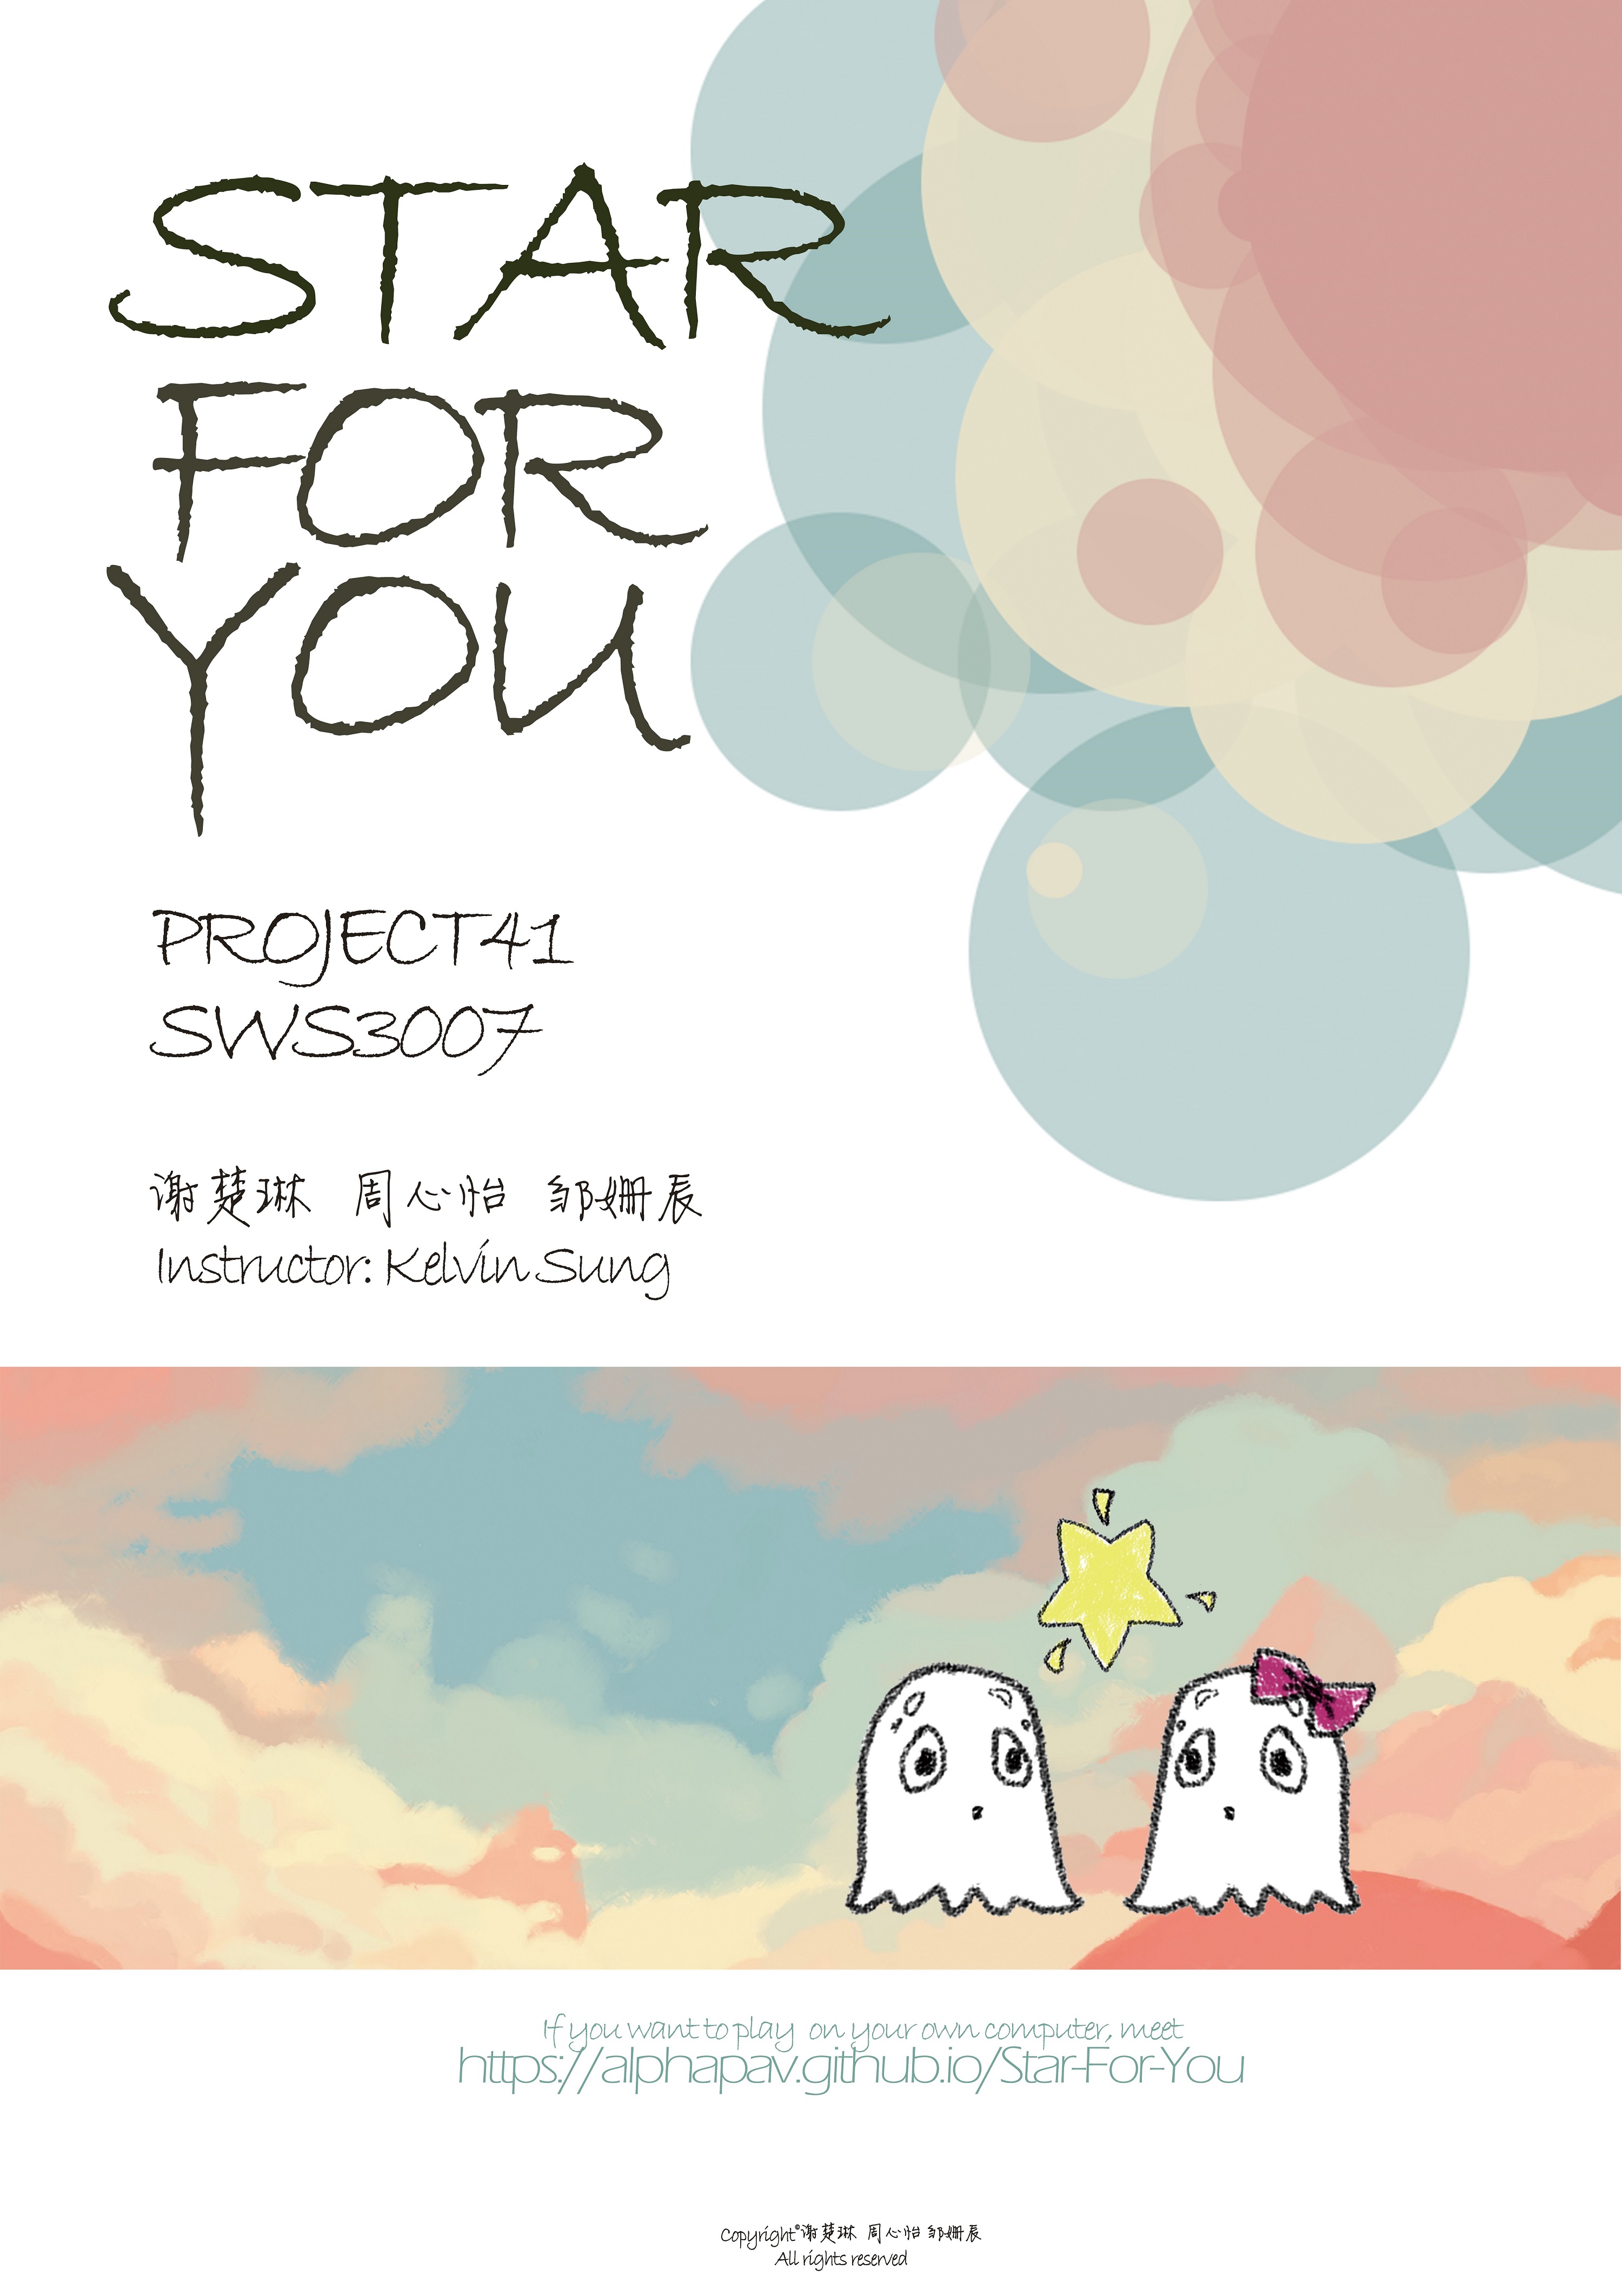 STAR
FOR
YOU
PROJECT41
SWS3007
谢楚琳 周心怡 邹姗辰
Instructor: Kelvin Sung
If you want to play on your own computer, meet
https://alphapav.github.io/Star-For-You
Copyright©谢楚琳 周心怡 邹姗辰
All rights reserved